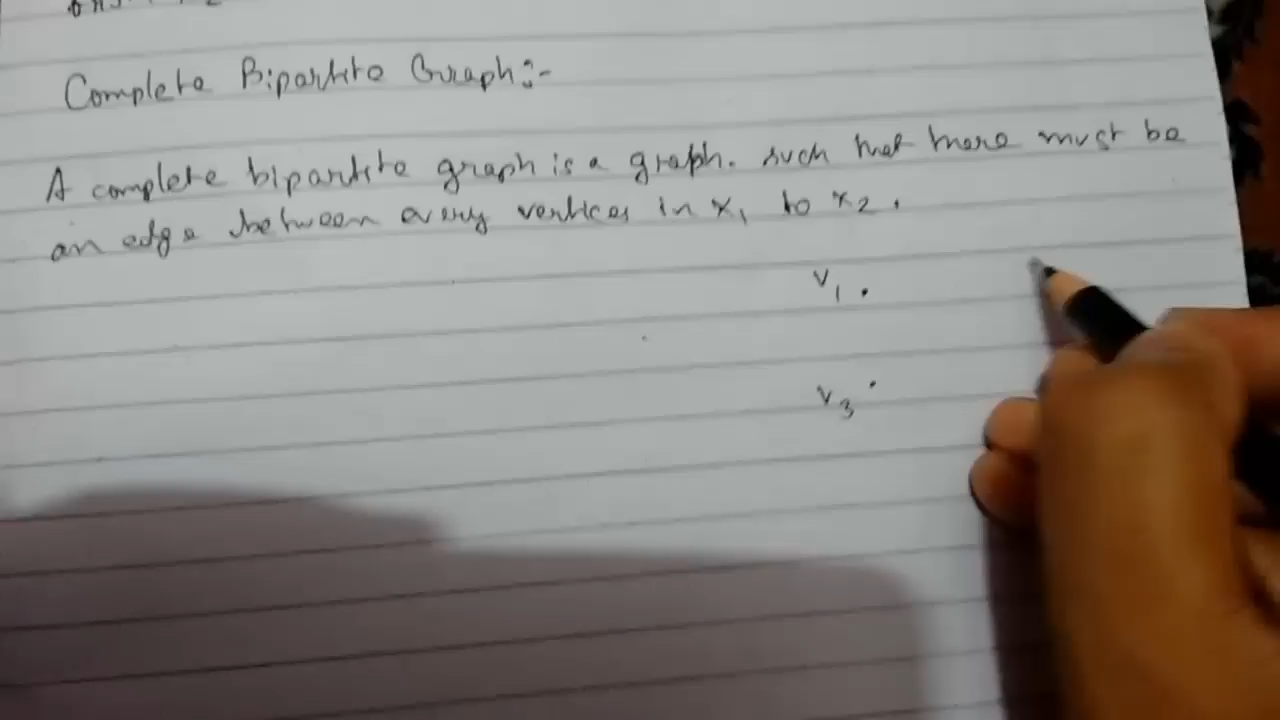 Complete Bipartite Graph:-
A complete bipartite graph is a graph. such that there must be
an edge between every vertices in x1 to x2.
v1
v3